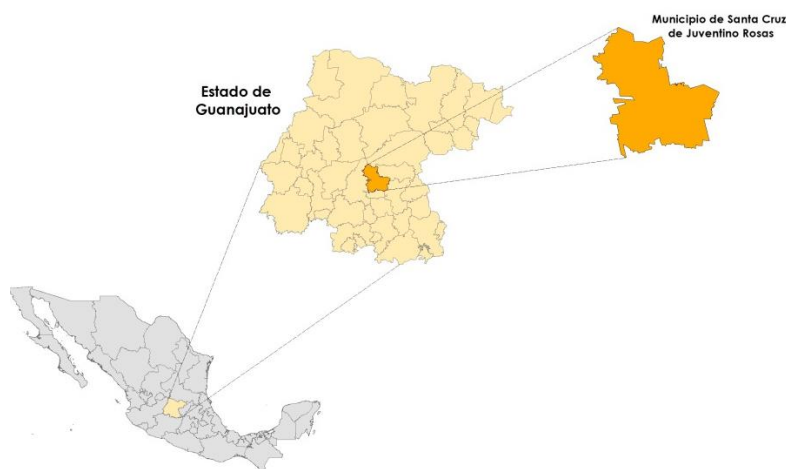 Municipio de Santa Cruz
de Juventino Rosas
Estado de
Guanajuato